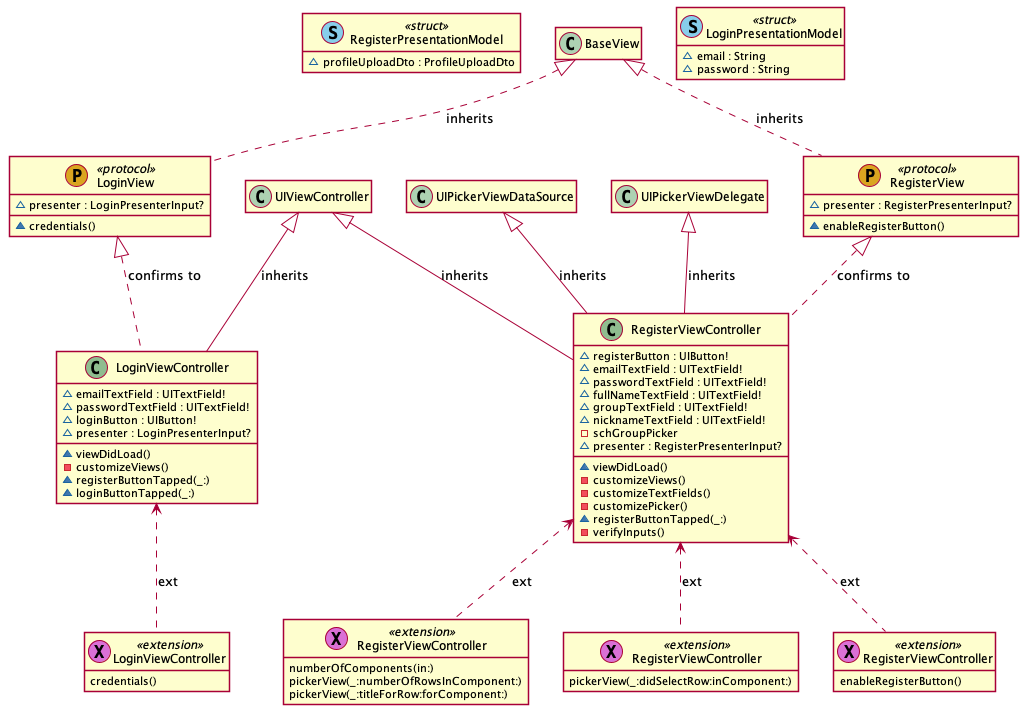 S
«struct»
RegisterPresentationModel
profileUploadDto : ProfileUploadDto
C
BaseView
S
«struct»
LoginPresentationModel
email : String
password : String
inherits
inherits
P
«protocol»
LoginView
presenter : LoginPresenterInput?
credentials()
C
UIViewController
C
UIPickerViewDataSource
C
UIPickerViewDelegate
P
«protocol»
RegisterView
presenter : RegisterPresenterInput?
enableRegisterButton()
confirms to
inherits
inherits
inherits
inherits
confirms to
C
LoginViewController
emailTextField : UITextField!
passwordTextField : UITextField!
loginButton : UIButton!
presenter : LoginPresenterInput?
viewDidLoad()
customizeViews()
registerButtonTapped(_:)
loginButtonTapped(_:)
C
RegisterViewController
registerButton : UIButton!
emailTextField : UITextField!
passwordTextField : UITextField!
fullNameTextField : UITextField!
groupTextField : UITextField!
nicknameTextField : UITextField!
schGroupPicker
presenter : RegisterPresenterInput?
viewDidLoad()
customizeViews()
customizeTextFields()
customizePicker()
registerButtonTapped(_:)
verifyInputs()
ext
ext
ext
ext
X
«extension»
LoginViewController
credentials()
X
«extension»
RegisterViewController
numberOfComponents(in:)
pickerView(_:numberOfRowsInComponent:)
pickerView(_:titleForRow:forComponent:)
X
«extension»
RegisterViewController
pickerView(_:didSelectRow:inComponent:)
X
«extension»
RegisterViewController
enableRegisterButton()